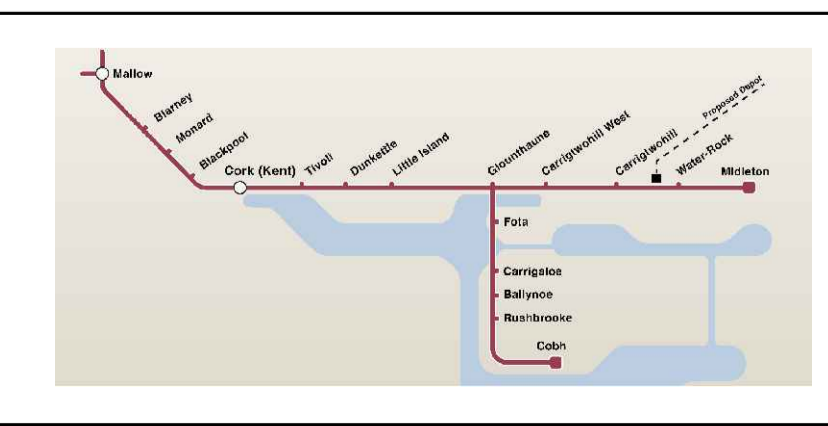 Mallow
Blarney
Monard
Blackpool
Cork (Kent)
Tivoli
Dunkettle
Little Island
Glounthaune
Carrigtwohill West
Carrigtwohill
Proposed Depot
Water-Rock
Midleton
Fota
Carrigaloe
Ballynoe
Rushbrooke
Cobh